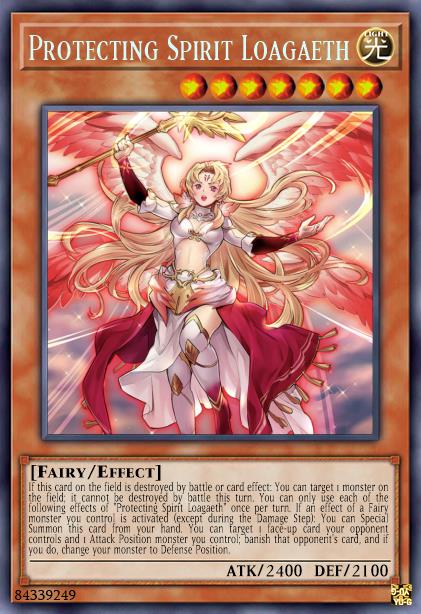 PROTECTING SPIRIT LOAGAETH
LIGHT
光
[FAIRY/EFFECT]
If this card on the field is destroyed by battle or card effect: You can target 1 monster on
the field; it cannot be destroyed by battle this turn. You can only use each of the
following effects of "Protecting Spirit Loagaeth" once per turn. If an effect of a Fairy
monster you control is activated (except during the Damage Step): You can Special
Summon this card from your hand. You can target 1 face-up card your opponent
controls and 1 Attack Position monster you control; banish that opponent's card, and if
you do, change your monster to Defense Position.
ATK/2400 DEF/2100
84339249